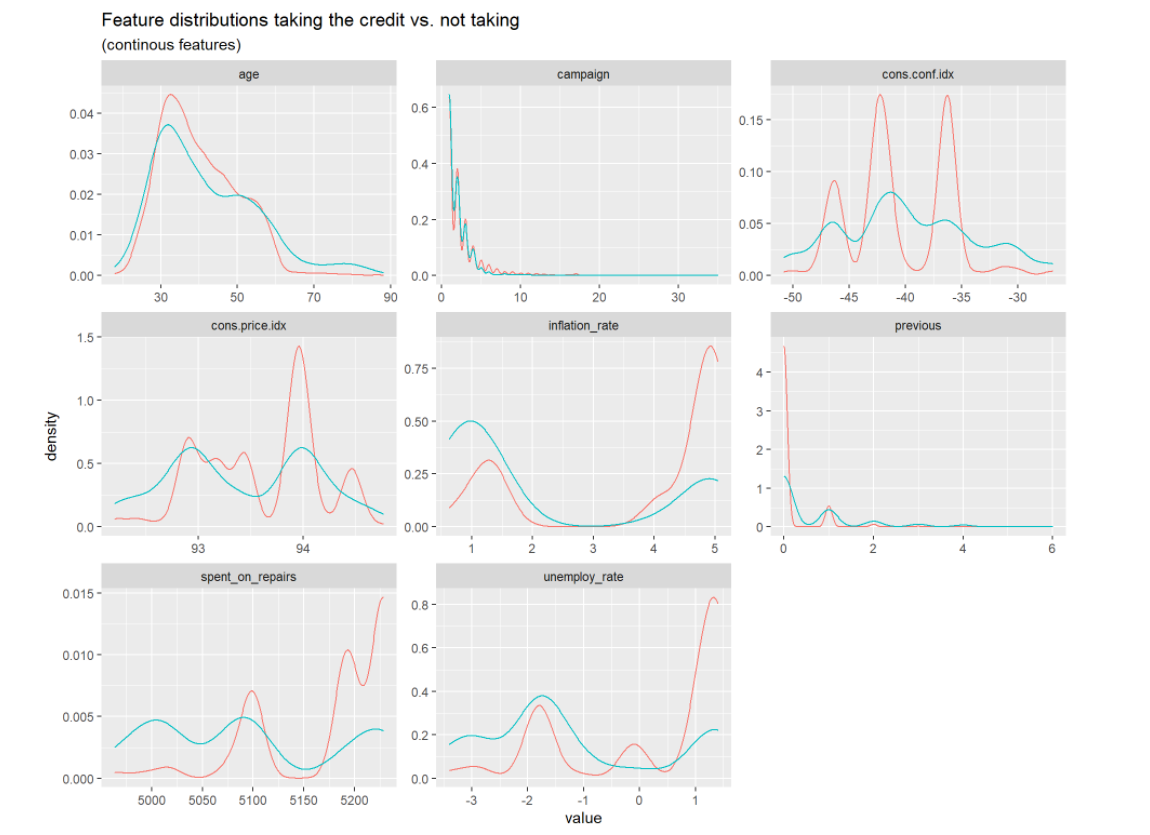 Feature distributions taking the credit vs. not taking
(continous features)
age campaign cons.conf.idx
0.04 0.03 0.02 0.01 0.00
0.6 0.4 0.2 0.0
0.15 0.10 0.05 0.00
30 50 70 90
0 10 20 30
-50 -45 -40 -35 -30
cons.price.idx inflation_rate previous
1.5 1.0 0.5 0.0
0.75 0.50 0.25 0.00
4 3 2 1 0
93 94
1 2 3 4 5
0 2 4 6
density
spent_on_repairs unemploy_rate
0.015 0.010 0.005 0.000
0.8 0.6 0.4 0.2 0.0
5000 5050 5100 5150 5200
-3 -2 -1 0 1
value